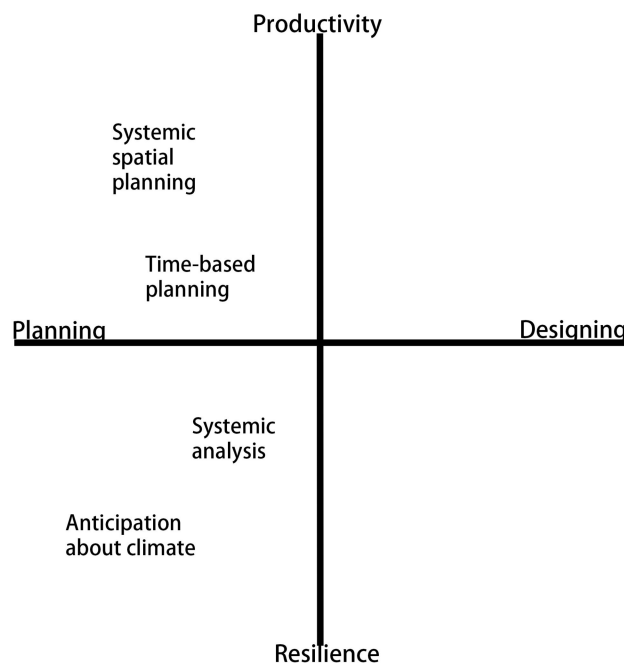 Productivity
Systemic
spatial
planning
Time-based
planning
Planning
Designing
Systemic
analysis
Anticipation
about climate
Resilience